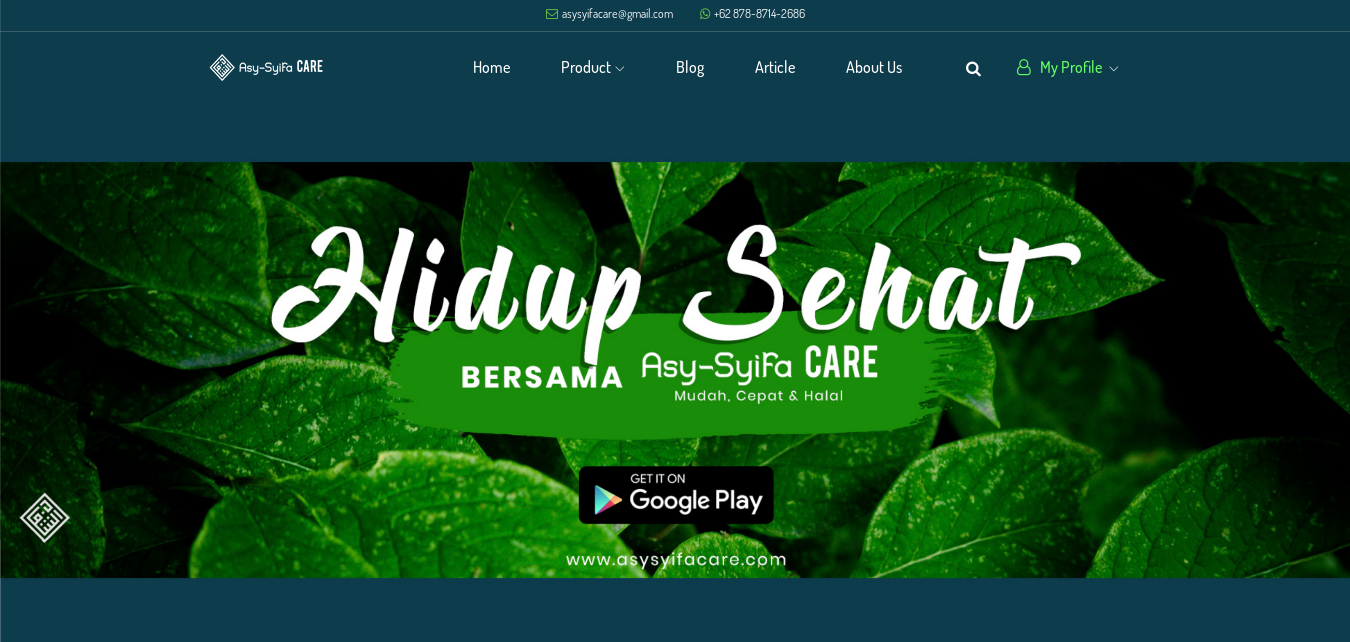 asysyifacare@gmail.com +62 878-8714-2686
Asy-SyiFa CARE Home Product Blog Article About Us My Profile
Hidup Sehat
BERSAMA Asy-SyiFa CARE
Mudah, Cepat & Halal
GET IT ON
Google Play
www.asysyifacare.com